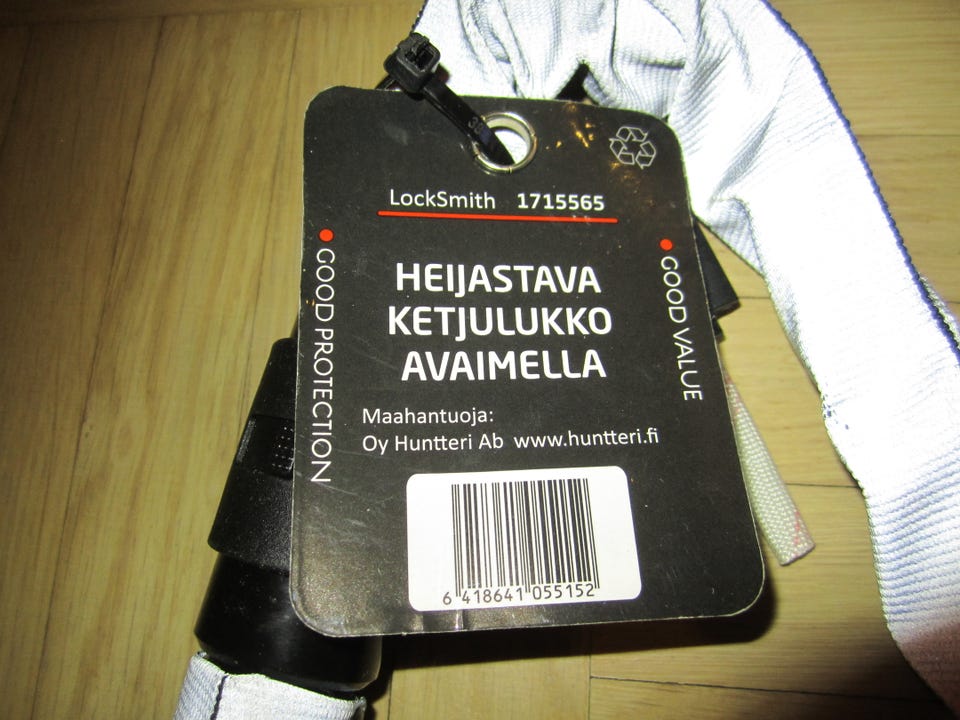 LockSmith 1715565
GOOD PROTECTION
HEIJASTAVA
KETJULUKKO
AVAIMELLA
GOOD VALUE
Maahantuoja:
Oy Huntteri Ab www.huntteri.fi
6 418641 055152